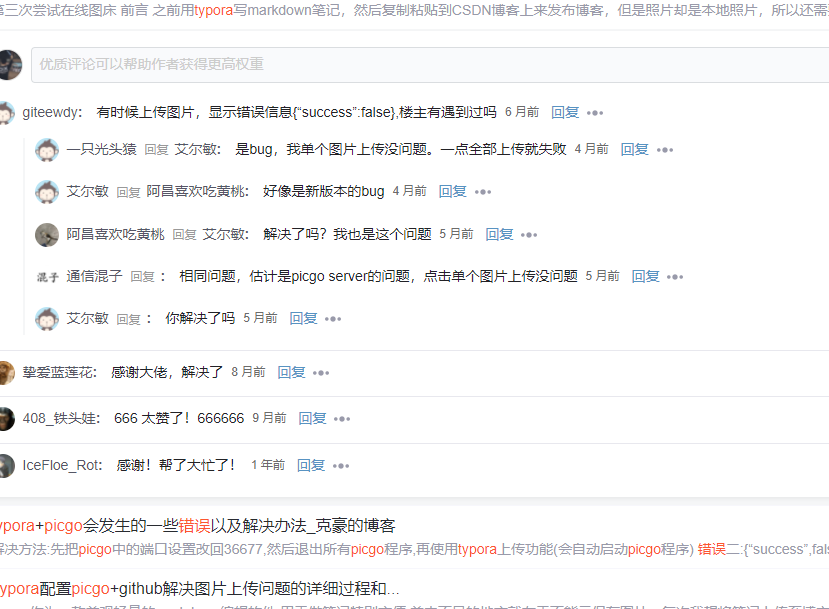 第三次尝试在线图床 前言 之前用typora写markdown笔记，然后复制粘贴到CSDN博客上来发布博客，但是照片却是本地照片，所以还需
优质评论可以帮助作者获得更高权重
giteewdy： 有时候上传图片，显示错误信息{“success”:false},楼主有遇到过吗 6 月前 回复 •••
一只光头猿 回复 艾尔敏： 是bug，我单个图片上传没问题。一点全部上传就失败 4 月前 回复 •••
艾尔敏 回复 阿昌喜欢吃黄桃： 好像是新版本的bug 4 月前 回复 •••
阿昌喜欢吃黄桃 回复 艾尔敏： 解决了吗？我也是这个问题 5 月前 回复 •••
混子 通信混子 回复 ： 相同问题，估计是picgo server的问题，点击单个图片上传没问题 5 月前 回复 •••
艾尔敏 回复 ： 你解决了吗 5 月前 回复 •••
挚爱蓝莲花： 感谢大佬，解决了 8 月前 回复 •••
408_铁头娃： 666 太赞了！666666 9 月前 回复 •••
IceFloe_Rot： 感谢！帮了大忙了！ 1 年前 回复 •••
ypora+picgo会发生的一些错误以及解决办法_克豪的博客
解决方法:先把picgo中的端口设置改回36677,然后退出所有picgo程序,再使用typora上传功能(会自动启动picgo程序) 错误二:{“success”,fals
ypora配置picgo+github解决图片上传问题的详细过程和...